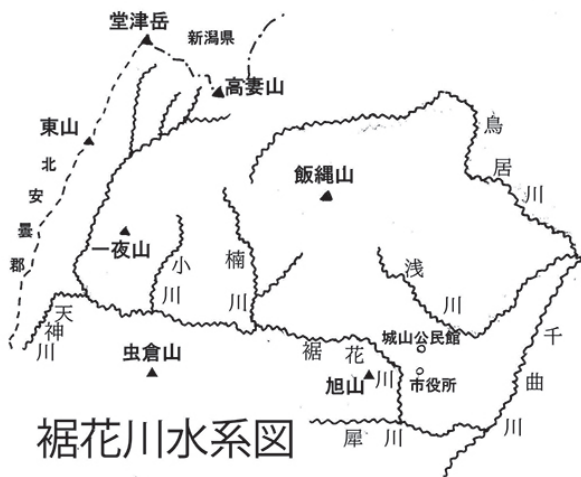 堂津岳
新潟県
高妻山
東山
北安曇郡
飯縄山
鳥居川
一夜山
小川
楠川
浅川
天神川
城山公民館
千曲川
虫倉山
裾花川
旭山
市役所
犀川
裾花川水系図